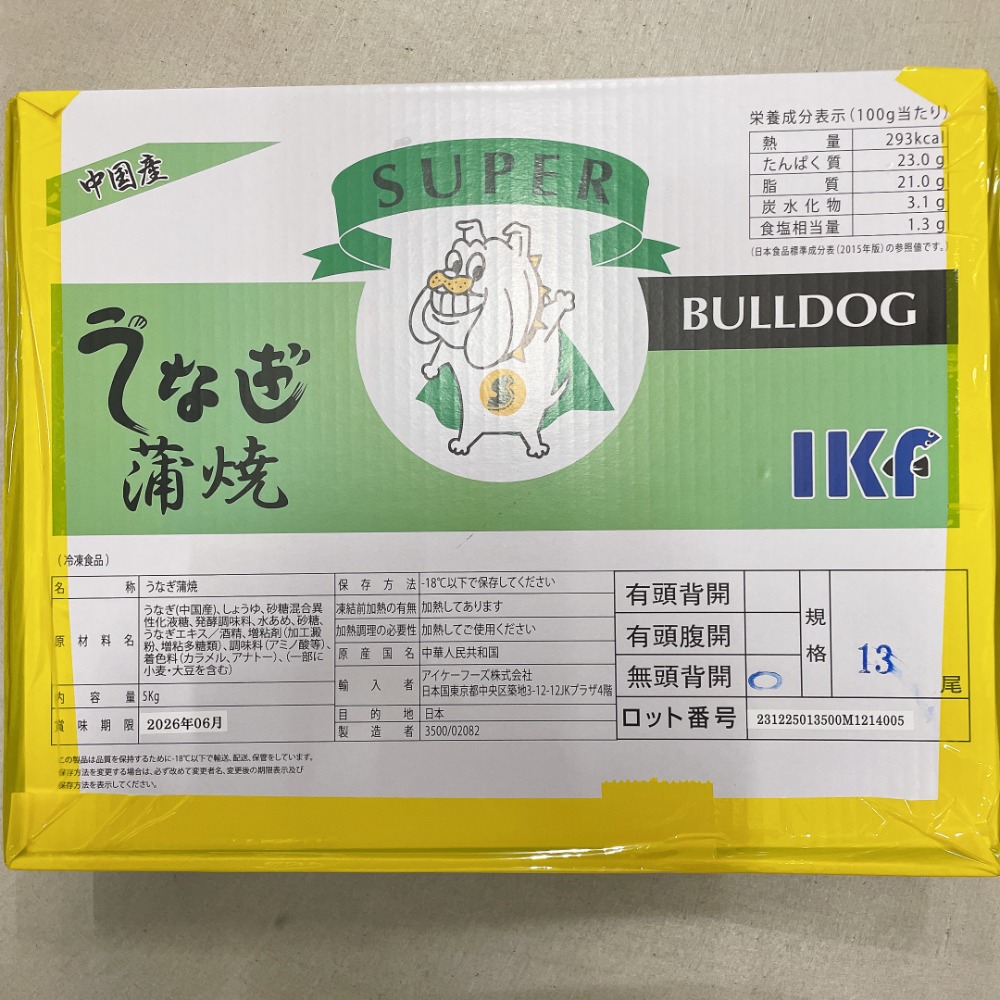 中国産
SUPER
栄養成分表示(100g当たり)
熱量 293kcal
たんぱく質 23.0 g
脂質 21.0 g
炭水化物 3.1 g
食塩相当量 1.3 g
(日本食品標準成分表(2015年版)の参照値です。)
BULLDOG
うなぎ
蒲焼
S
IKF
(冷凍食品)
名称 うなぎ蒲焼
原材料名 うなぎ(中国産)、しょうゆ、砂糖混合異
性化液糖、発酵調味料、水あめ、砂糖、
うなぎエキス/酒精、増粘剤(加工澱
粉、増粘多糖類)、調味料(アミノ酸等)、
着色料(カラメル、アナトー)、(一部に
小麦・大豆を含む)
内容量 5Kg
賞味期限 2026年06月
保存方法 -18℃以下で保存してください
凍結前加熱の有無 加熱してあります
加熱調理の必要性 加熱してご使用ください
原産国名 中華人民共和国
輸入者 アイケーフーズ株式会社
日本国東京都中央区築地3-12-12JKプラザ4階
目的地 日本
製造者 3500/02082
有頭背開
有頭腹開
無頭背開 ○
規格 13 尾
ロット番号 231225013500M1214005
この製品は品質を保持するために-18℃以下で輸送、配送、保管をしています。
保存方法を変更する場合は、必ず改めて変更者名、変更後の期限表示及び
保存方法を表示してください。